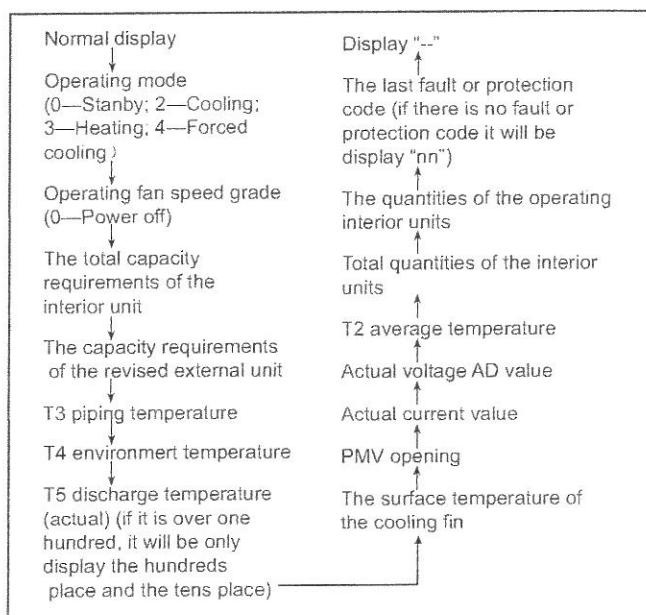 Normal display
Operating mode
(0—Stanby; 2—Cooling;
3—Heating; 4—Forced
cooling )
Operating fan speed grade
(0—Power off)
The total capacity
requirements of the
interior unit
The capacity requirements
of the revised external unit
T3 piping temperature
T4 environmert temperature
T5 discharge temperature
(actual) (if it is over one
hundred, it will be only
display the hundreds
place and the tens place)
Display "--"
The last fault or protection
code (if there is no fault or
protection code it will be
display "nn")
The quantities of the operating
interior units
Total quantities of the interior
units
T2 average temperature
Actual voltage AD value
Actual current value
PMV opening
The surface temperature of
the cooling fin